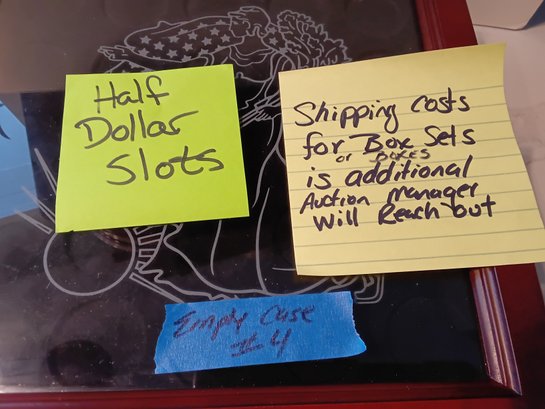 Half
Dollar
Slots
Shipping costs
for Box Sets
or BOXES
is additional
Auction Manager
Will Reach out
Empty Case
#4